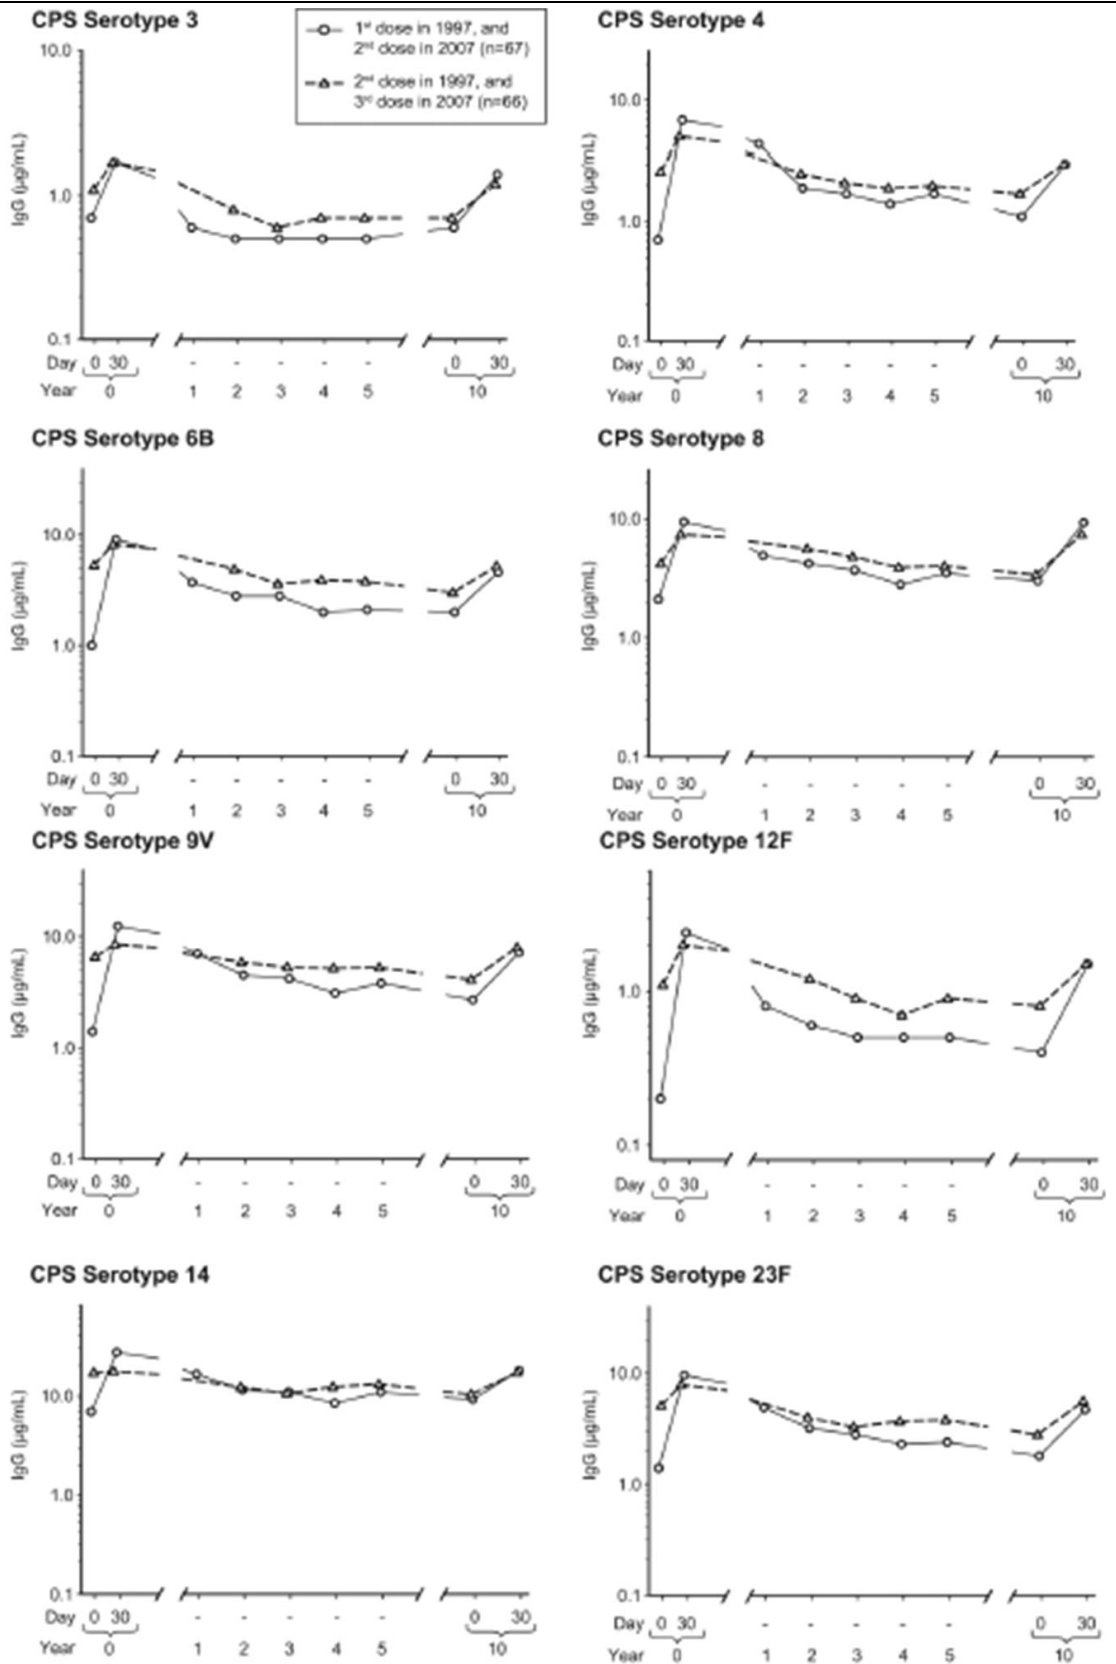 CPS Serotype 3
1st dose in 1997, and
2nd dose in 2007 (n=67)
2nd dose in 1997, and
3rd dose in 2007 (n=66)
10.0
1.0
0.1
IgG (µg/mL)
Day 0 30 - - - - - 0 30
Year 0 1 2 3 4 5 10
CPS Serotype 4
10.0
1.0
0.1
IgG (µg/mL)
Day 0 30 - - - - - 0 30
Year 0 1 2 3 4 5 10
CPS Serotype 6B
10.0
1.0
0.1
IgG (µg/mL)
Day 0 30 - - - - - 0 30
Year 0 1 2 3 4 5 10
CPS Serotype 8
10.0
1.0
0.1
IgG (µg/mL)
Day 0 30 - - - - - 0 30
Year 0 1 2 3 4 5 10
CPS Serotype 9V
10.0
1.0
0.1
IgG (µg/mL)
Day 0 30 - - - - - 0 30
Year 0 1 2 3 4 5 10
CPS Serotype 12F
1.0
0.1
IgG (µg/mL)
Day 0 30 - - - - - 0 30
Year 0 1 2 3 4 5 10
CPS Serotype 14
10.0
1.0
0.1
IgG (µg/mL)
Day 0 30 - - - - - 0 30
Year 0 1 2 3 4 5 10
CPS Serotype 23F
10.0
1.0
0.1
IgG (µg/mL)
Day 0 30 - - - - - 0 30
Year 0 1 2 3 4 5 10